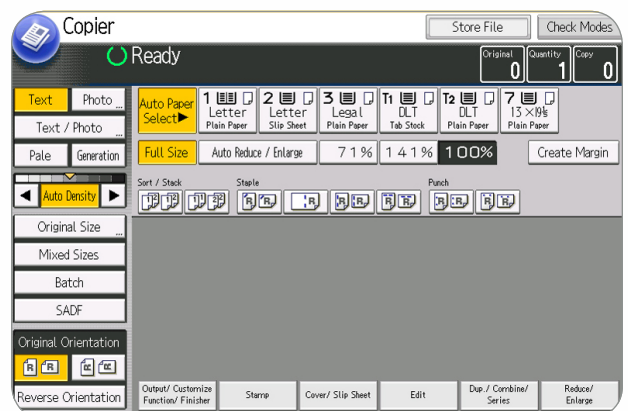 Copier
Store File
Check Modes
Ready
Original
0
Quantity
1
Copy
0
Text
Photo
Text / Photo
Pale
Generation
Auto Density
Original Size
Mixed Sizes
Batch
SADF
Original Orientation
R R
R R
Reverse Orientation
Auto Paper
Select►
1
Letter
Plain Paper
2
Letter
Slip Sheet
3
Legal
Plain Paper
T1
DLT
Tab Stock
T2
DLT
Plain Paper
7
13 ×19⅛
Plain Paper
Full Size
Auto Reduce / Enlarge
71%
141%
100%
Create Margin
Sort / Stack
Staple
Punch
Output/ Customize
Function/ Finisher
Stamp
Cover/ Slip Sheet
Edit
Dup./ Combine/
Series
Reduce/
Enlarge